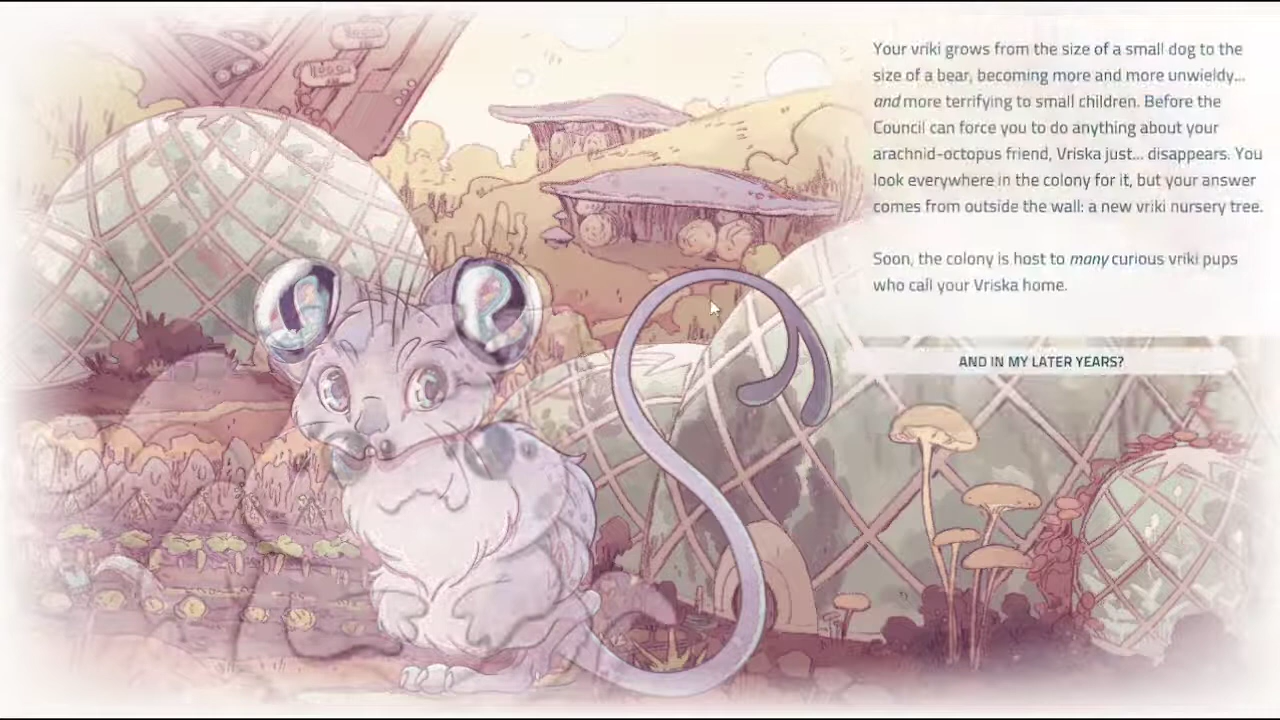 Your vriki grows from the size of a small dog to the
size of a bear, becoming more and more unwieldy...
and more terrifying to small children. Before the
Council can force you to do anything about your
arachnid-octopus friend, Vriska just... disappears. You
look everywhere in the colony for it, but your answer
comes from outside the wall: a new vriki nursery tree.
Soon, the colony is host to many curious vriki pups
who call your Vriska home.
AND IN MY LATER YEARS?